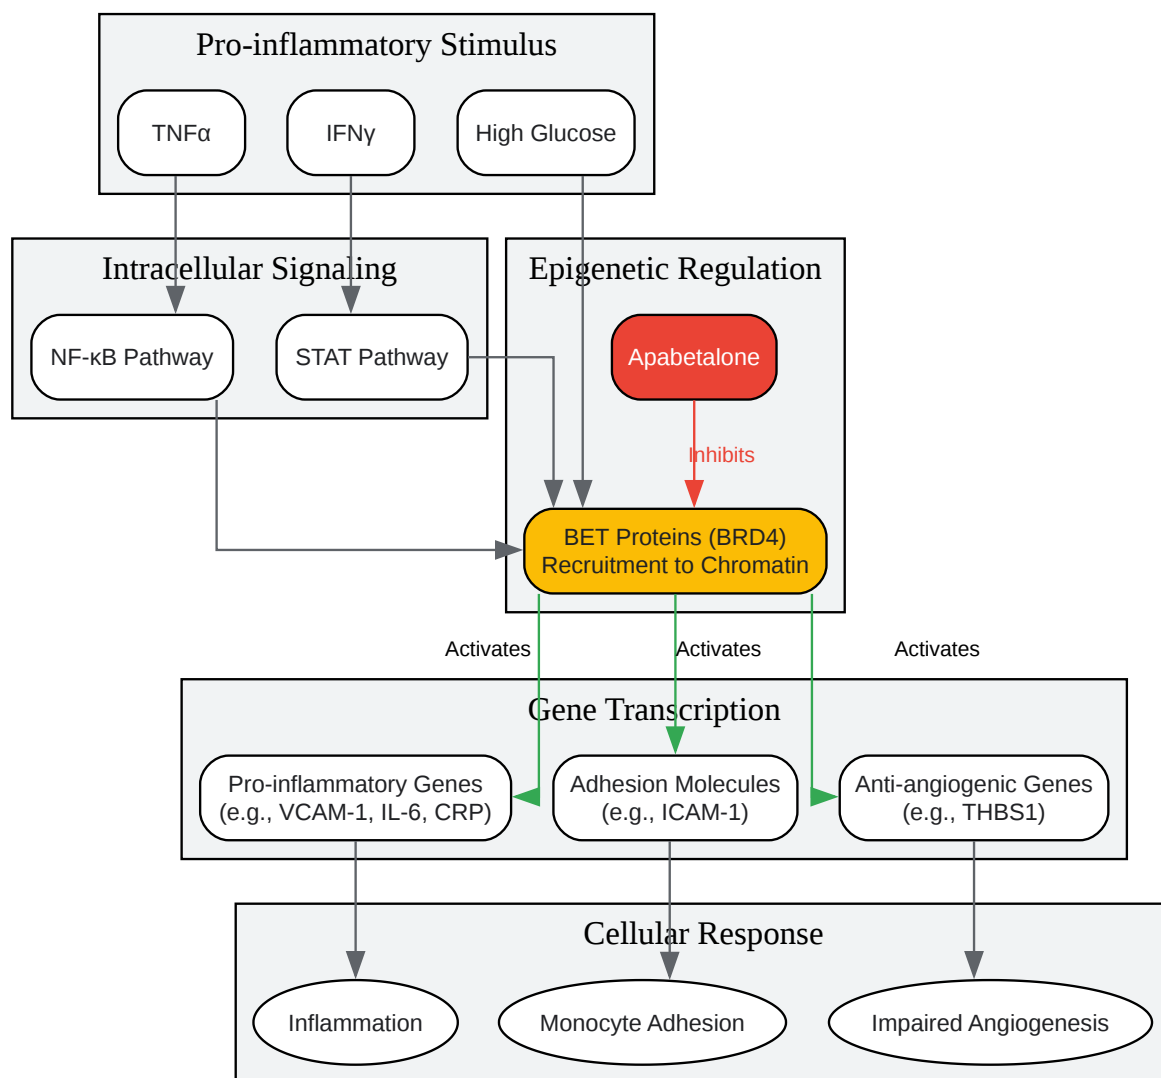 Pro-inflammatory Stimulus
TNFα
IFNγ
High Glucose
Intracellular Signaling
Epigenetic Regulation
NF-κB Pathway
STAT Pathway
Apabetalone
Inhibits
BET Proteins (BRD4)
Recruitment to Chromatin
Activates
Activates
Activates
Gene Transcription
Pro-inflammatory Genes
(e.g., VCAM-1, IL-6, CRP)
Adhesion Molecules
(e.g., ICAM-1)
Anti-angiogenic Genes
(e.g., THBS1)
Cellular Response
Inflammation
Monocyte Adhesion
Impaired Angiogenesis